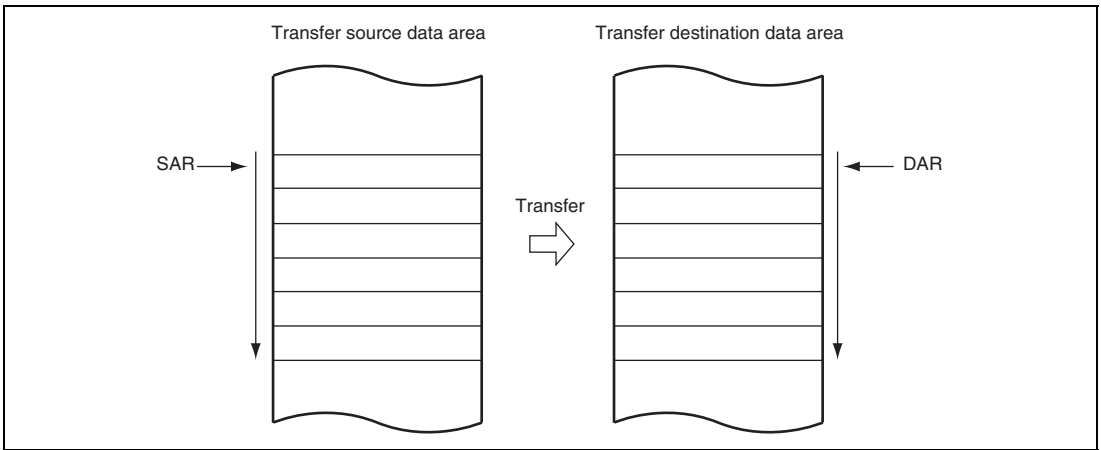 Transfer source data area
Transfer destination data area
SAR
DAR
Transfer